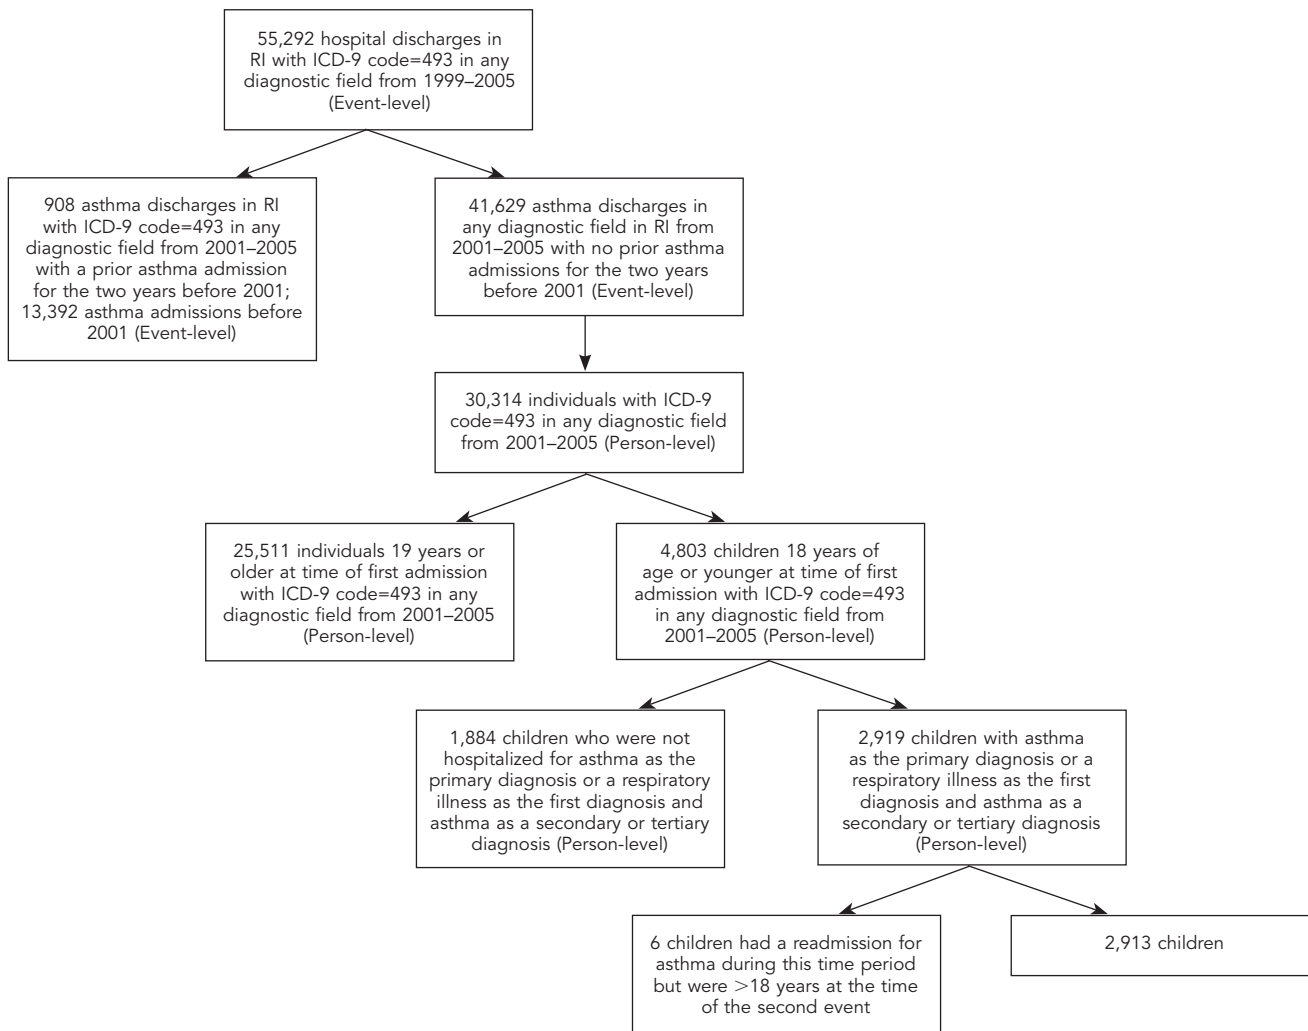 55,292 hospital discharges in
RI with ICD-9 code=493 in any
diagnostic field from 1999–2005
(Event-level)
908 asthma discharges in RI
with ICD-9 code=493 in any
diagnostic field from 2001–2005
with a prior asthma admission
for the two years before 2001;
13,392 asthma admissions before
2001 (Event-level)
41,629 asthma discharges in
any diagnostic field in RI from
2001–2005 with no prior asthma
admissions for the two years
before 2001 (Event-level)
30,314 individuals with ICD-9
code=493 in any diagnostic field
from 2001–2005 (Person-level)
25,511 individuals 19 years or
older at time of first admission
with ICD-9 code=493 in any
diagnostic field from 2001–2005
(Person-level)
4,803 children 18 years of
age or younger at time of first
admission with ICD-9 code=493
in any diagnostic field from
2001–2005 (Person-level)
1,884 children who were not
hospitalized for asthma as the
primary diagnosis or a respiratory
illness as the first diagnosis and
asthma as a secondary or tertiary
diagnosis (Person-level)
2,919 children with asthma
as the primary diagnosis or a
respiratory illness as the first
diagnosis and asthma as a
secondary or tertiary diagnosis
(Person-level)
6 children had a readmission for
asthma during this time period
but were >18 years at the time
of the second event
2,913 children